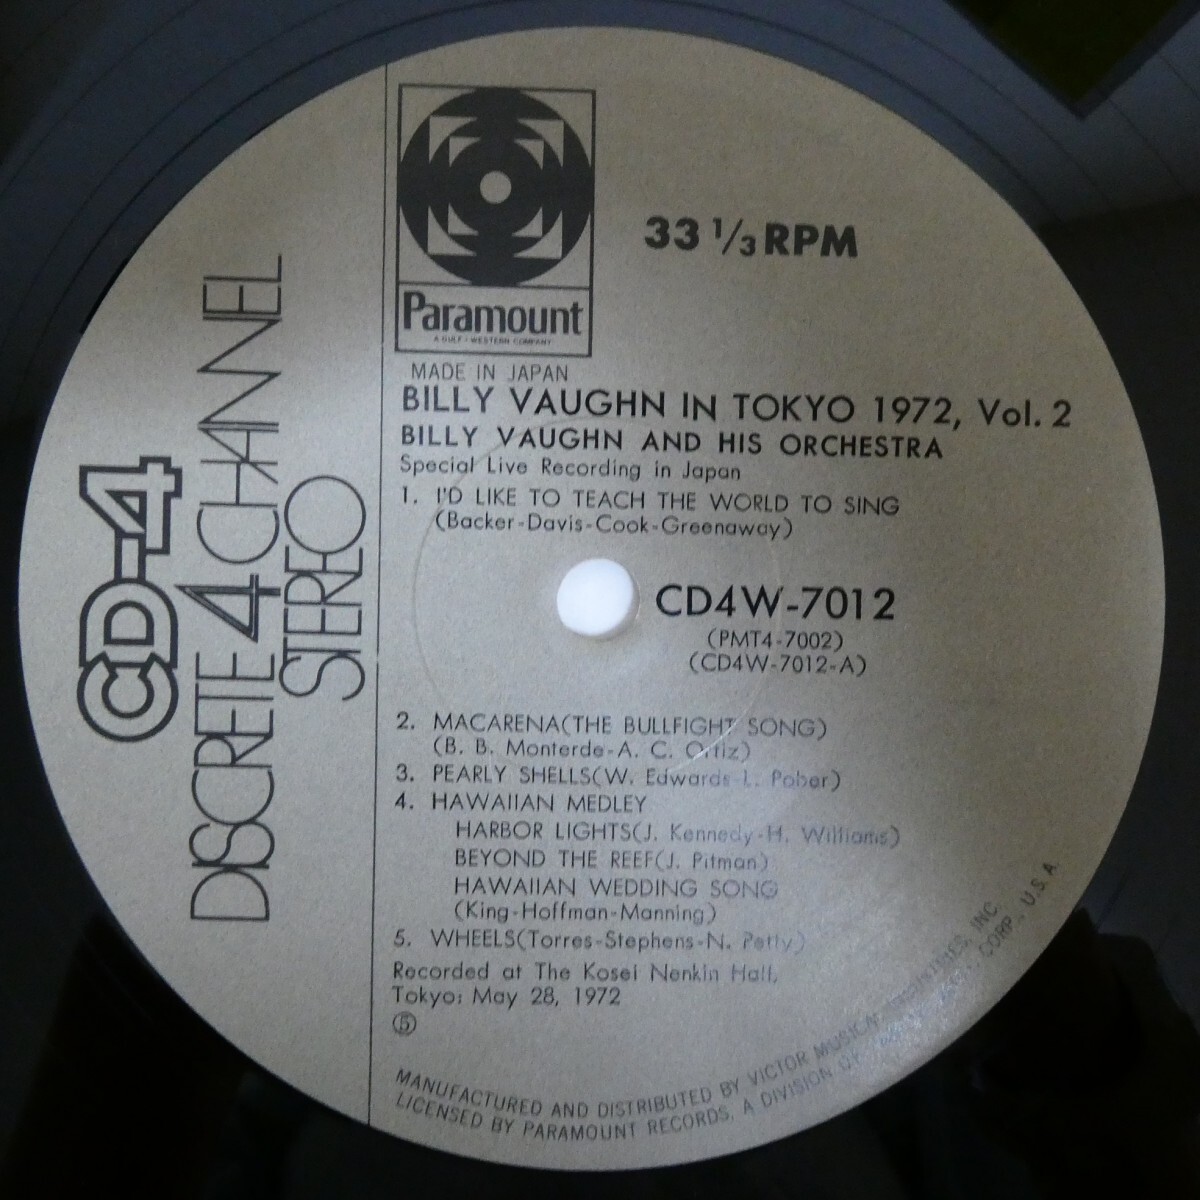 CD-4
DISCRETE 4 CHANNEL
STEREO
Paramount
A GULF + WESTERN COMPANY
33 1/3 RPM
MADE IN JAPAN
BILLY VAUGHN IN TOKYO 1972, Vol. 2
BILLY VAUGHN AND HIS ORCHESTRA
Special Live Recording in Japan
1. I'D LIKE TO TEACH THE WORLD TO SING
(Backer-Davis-Cook-Greenaway)
CD4W-7012
(PMT4-7002)
(CD4W-7012-A)
2. MACARENA(THE BULLFIGHT SONG)
(B. B. Monterde-A. C. Ortiz)
3. PEARLY SHELLS(W. Edwards-L. Pober)
4. HAWAIIAN MEDLEY
HARBOR LIGHTS(J. Kennedy-H. Williams)
BEYOND THE REEF(J. Pitman)
HAWAIIAN WEDDING SONG
(King-Hoffman-Manning)
5. WHEELS(Torres-Stephens-N. Petty)
Recorded at The Kosei Nenkin Hall,
Tokyo: May 28, 1972
Ⓢ
MANUFACTURED AND DISTRIBUTED BY VICTOR MUSICAL INDUSTRIES, INC.
LICENSED BY PARAMOUNT RECORDS, A DIVISION OF CORP., U.S.A.